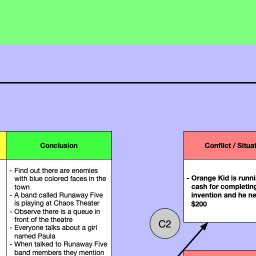 Conclusion
- Find out there are enemies
with blue colored faces in the
town
- A band called Runaway Five
is playing at Chaos Theater
- Observe there is a queue in
front of the theatre
- Everyone talks about a girl
named Paula
- When talked to Runaway Five
band members they mention
C2
Conflict /
- Orange Kid is
cash for completing
invention and he
$200